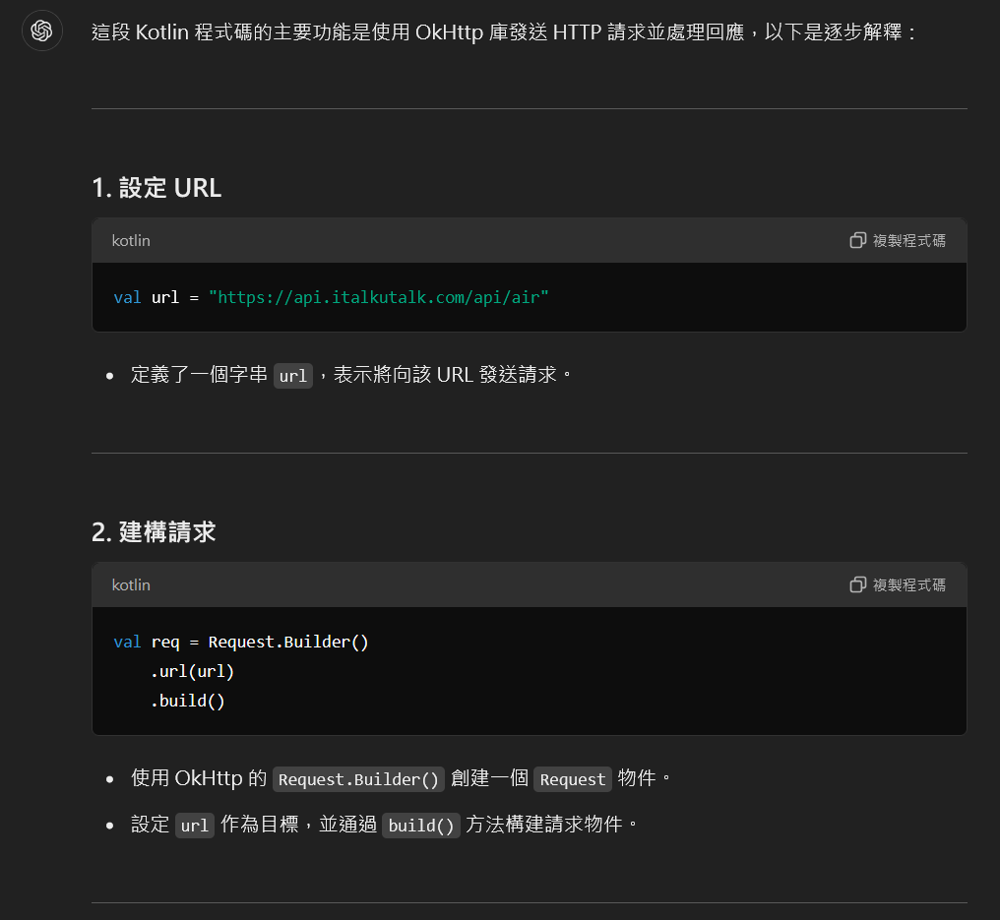 這段 Kotlin 程式碼的主要功能是使用 OkHttp 庫發送 HTTP 請求並處理回應，以下是逐步解釋：
1. 設定 URL
kotlin 複製程式碼
val url = "https://api.italkutalk.com/api/air"
• 定義了一個字串 url，表示將向該 URL 發送請求。
2. 建構請求
kotlin 複製程式碼
val req = Request.Builder()
    .url(url)
    .build()
• 使用 OkHttp 的 Request.Builder() 創建一個 Request 物件。
• 設定 url 作為目標，並通過 build() 方法構建請求物件。